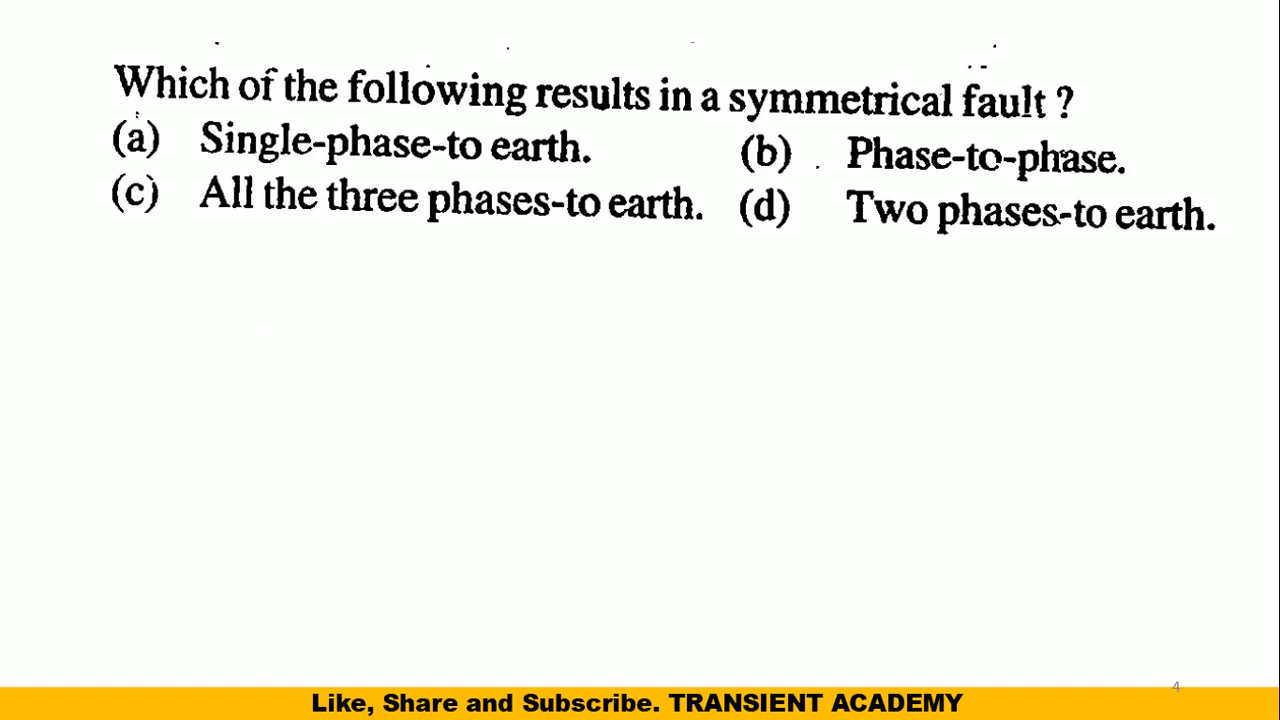 Which of the following results in a symmetrical fault ?
(a) Single-phase-to earth. (b) Phase-to-phase.
(c) All the three phases-to earth. (d) Two phases-to earth.
4
Like, Share and Subscribe. TRANSIENT ACADEMY